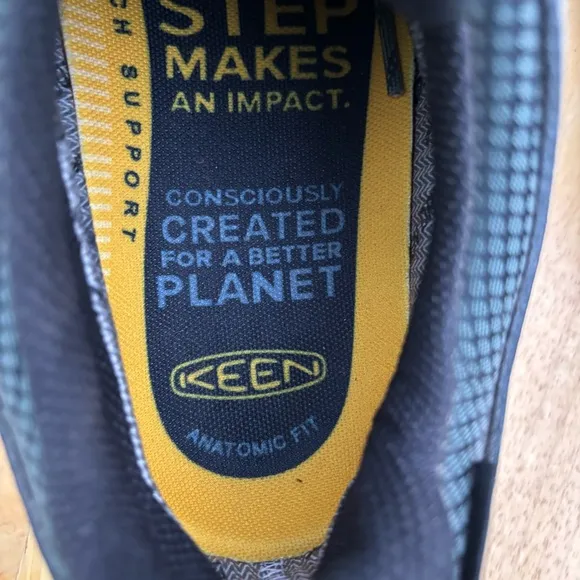 STEP
MAKES
AN IMPACT.
CONSCIOUSLY
CREATED
FOR A BETTER
PLANET
KEEN
ANATOMIC FIT
CH SUPPORT